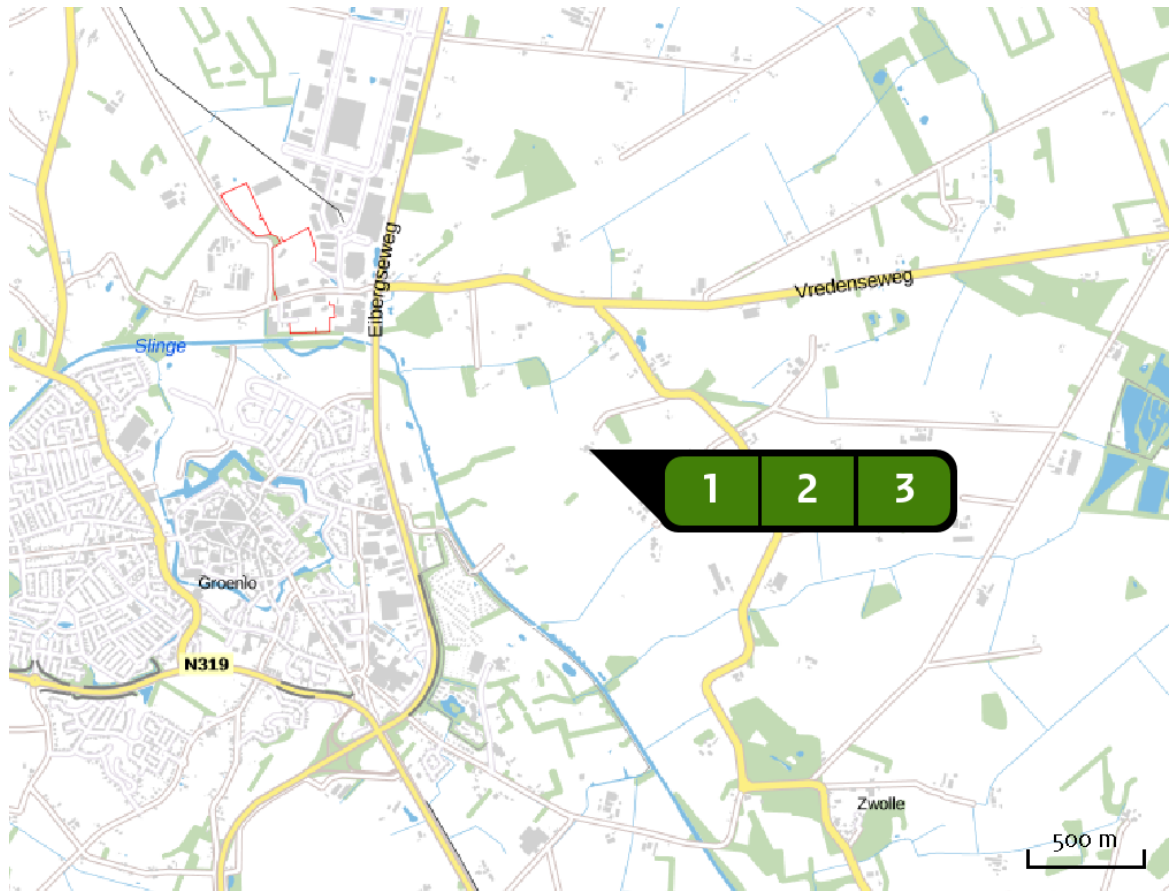 Eibergseweg
Vredenseweg
Slinge
1 2 3
Groenlo
N319
Zwolle
500 m